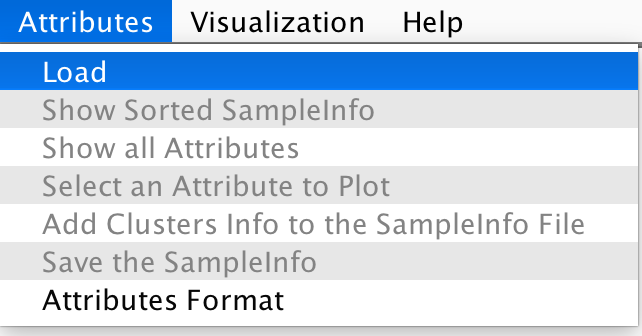 Attributes Visualization Help
Load
Show Sorted SampleInfo
Show all Attributes
Select an Attribute to Plot
Add Clusters Info to the SampleInfo File
Save the SampleInfo
Attributes Format